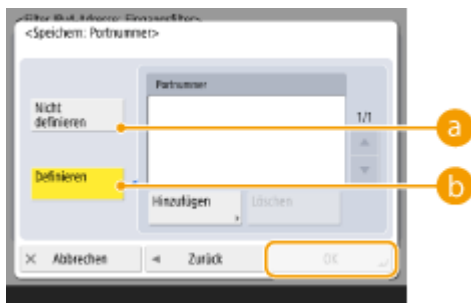 <Filter IPv4-Adresse: Eingangsfilter>
<Speichern: Portnummer>
Portnummer
Nicht
definieren
1/1
a
Definieren
b
Hinzufügen
Löschen
× Abbrechen
◄ Zurück
OK